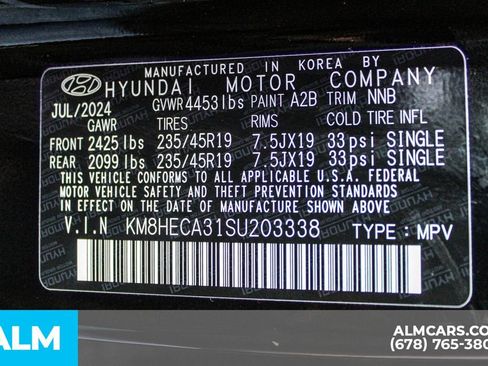 MANUFACTURED IN KOREA BY
HYUNDAI MOTOR COMPANY
JUL/2024 GVWR 4453 lbs PAINT A2B TRIM NNB
GAWR TIRES RIMS COLD TIRE INFL
FRONT 2425 lbs 235/45R19 7.5JX19 33psi SINGLE
REAR 2099 lbs 235/45R19 7.5JX19 33psi SINGLE
THIS VEHICLE CONFORMS TO ALL APPLICABLE U.S.A. FEDERAL
MOTOR VEHICLE SAFETY AND THEFT PREVENTION STANDARDS
IN EFFECT ON THE DATE OF MANUFACTURE SHOWN ABOVE.
V.I.N KM8HECA31SU203338 TYPE : MPV
ALM
ALMCARS.CO
(678) 765-380